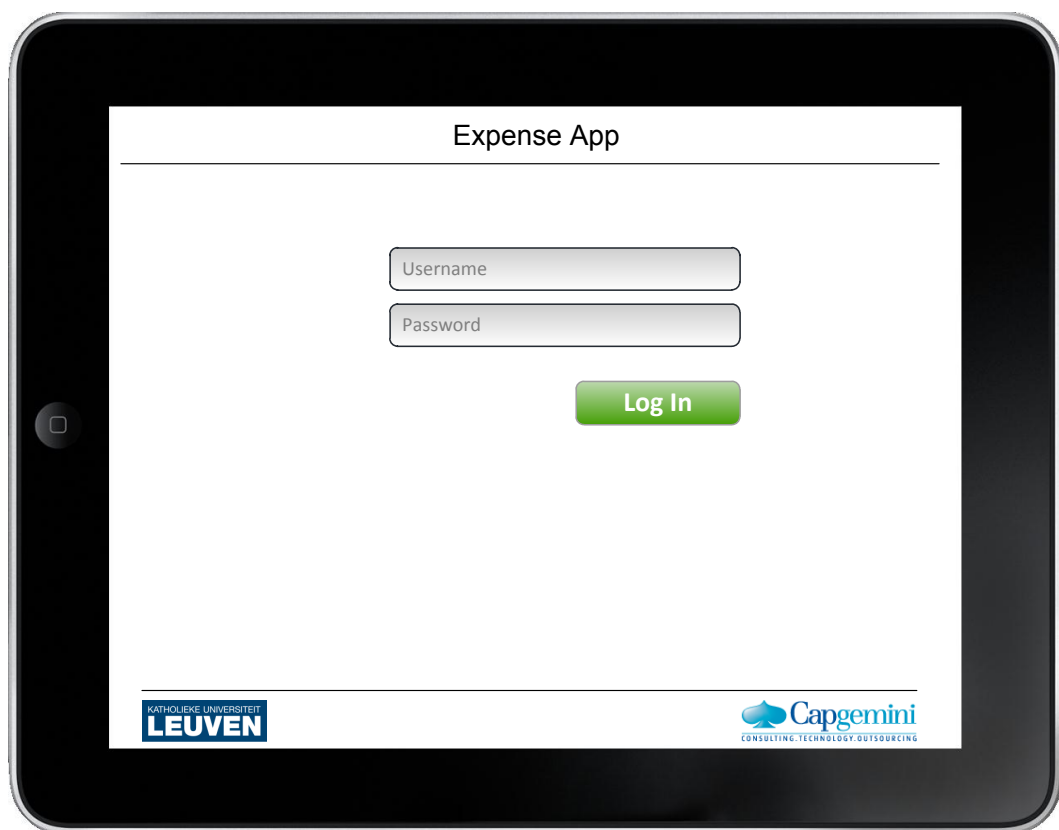 Expense App
Username
Password
Log In
KATHOLIEKE UNIVERSITEIT
LEUVEN
Capgemini
CONSULTING.TECHNOLOGY.OUTSOURCING